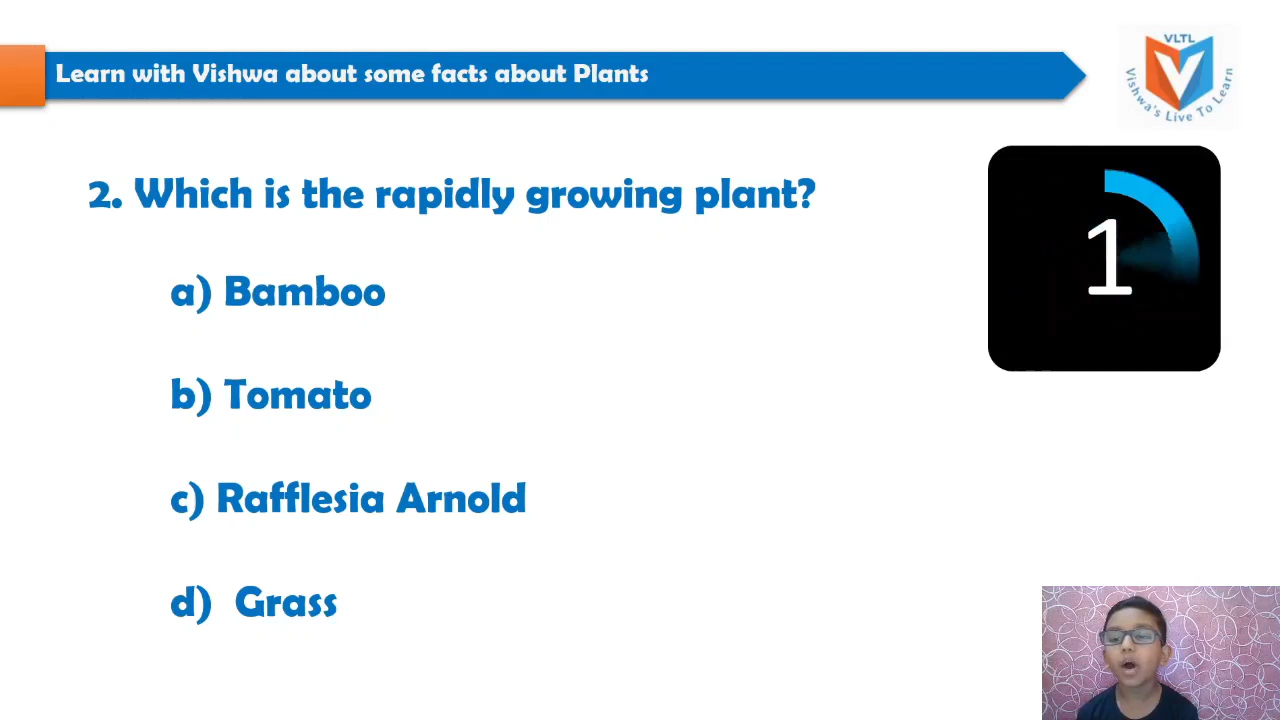 Learn with Vishwa about some facts about Plants
VLTL
Vishwa's Live To Learn
2. Which is the rapidly growing plant?
1
a) Bamboo
b) Tomato
c) Rafflesia Arnold
d) Grass